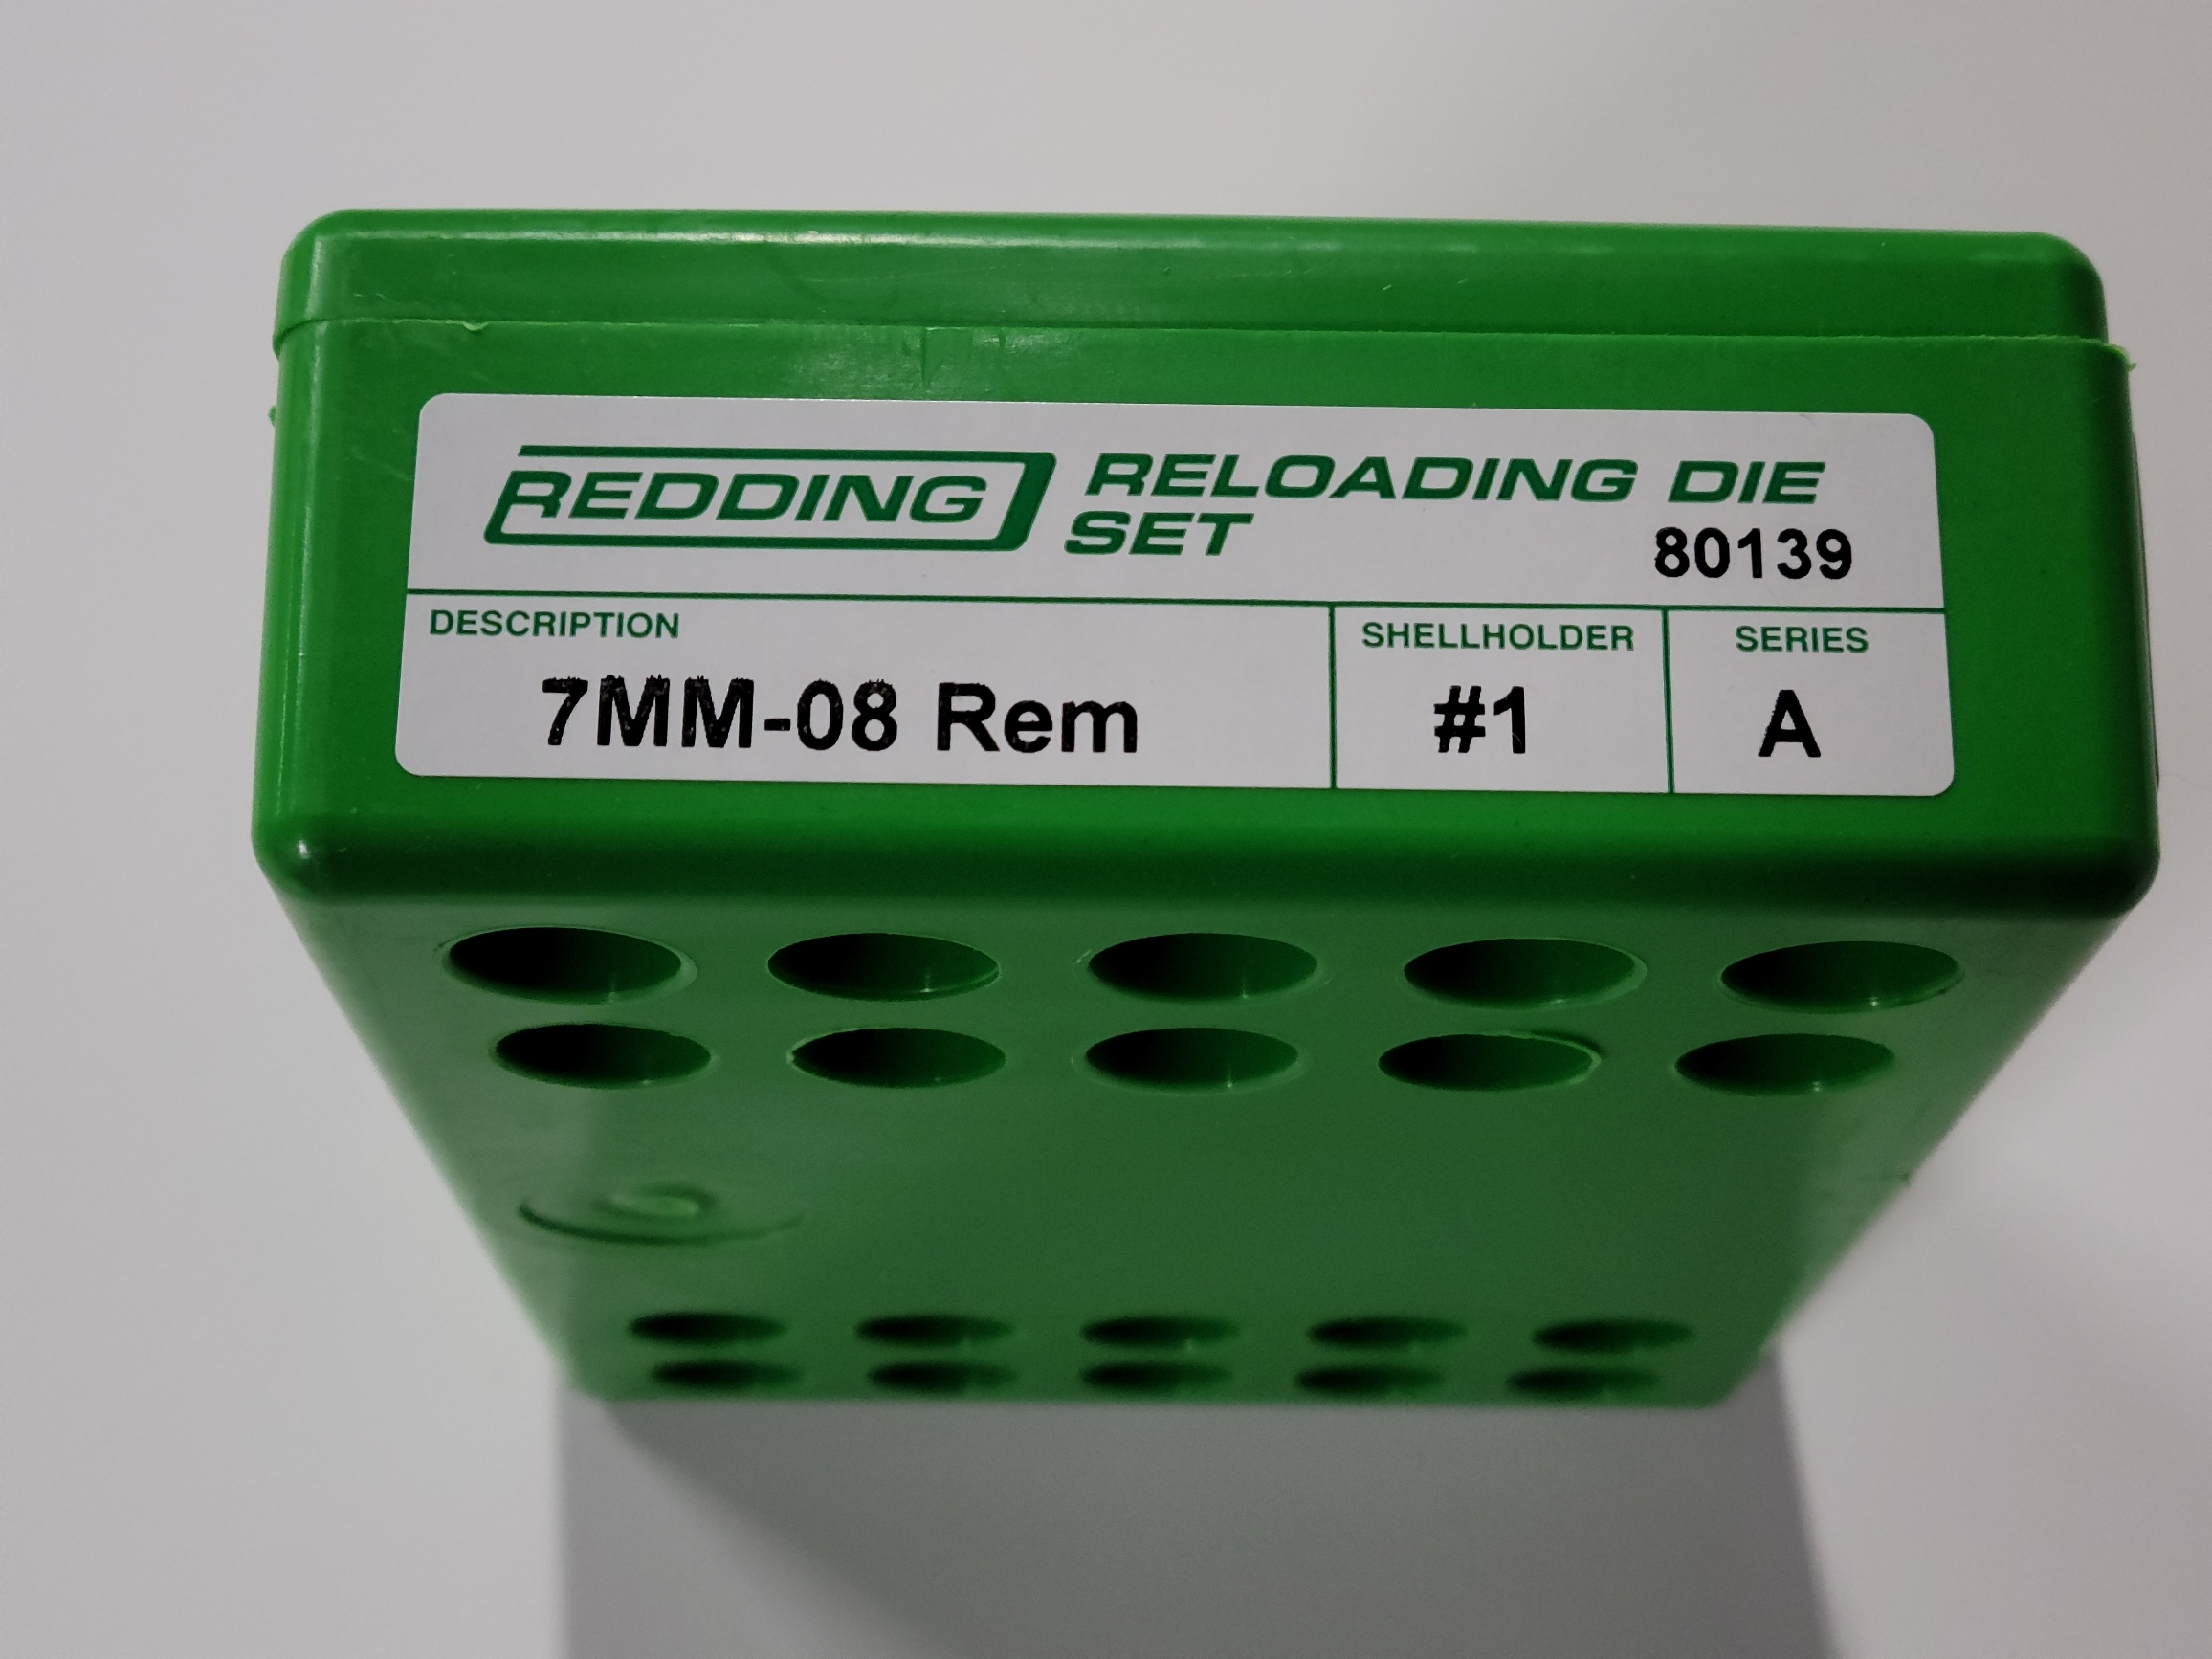 REDDING RELOADING DIE
SET
80139
DESCRIPTION
7MM-08 Rem
SHELLHOLDER
#1
SERIES
A